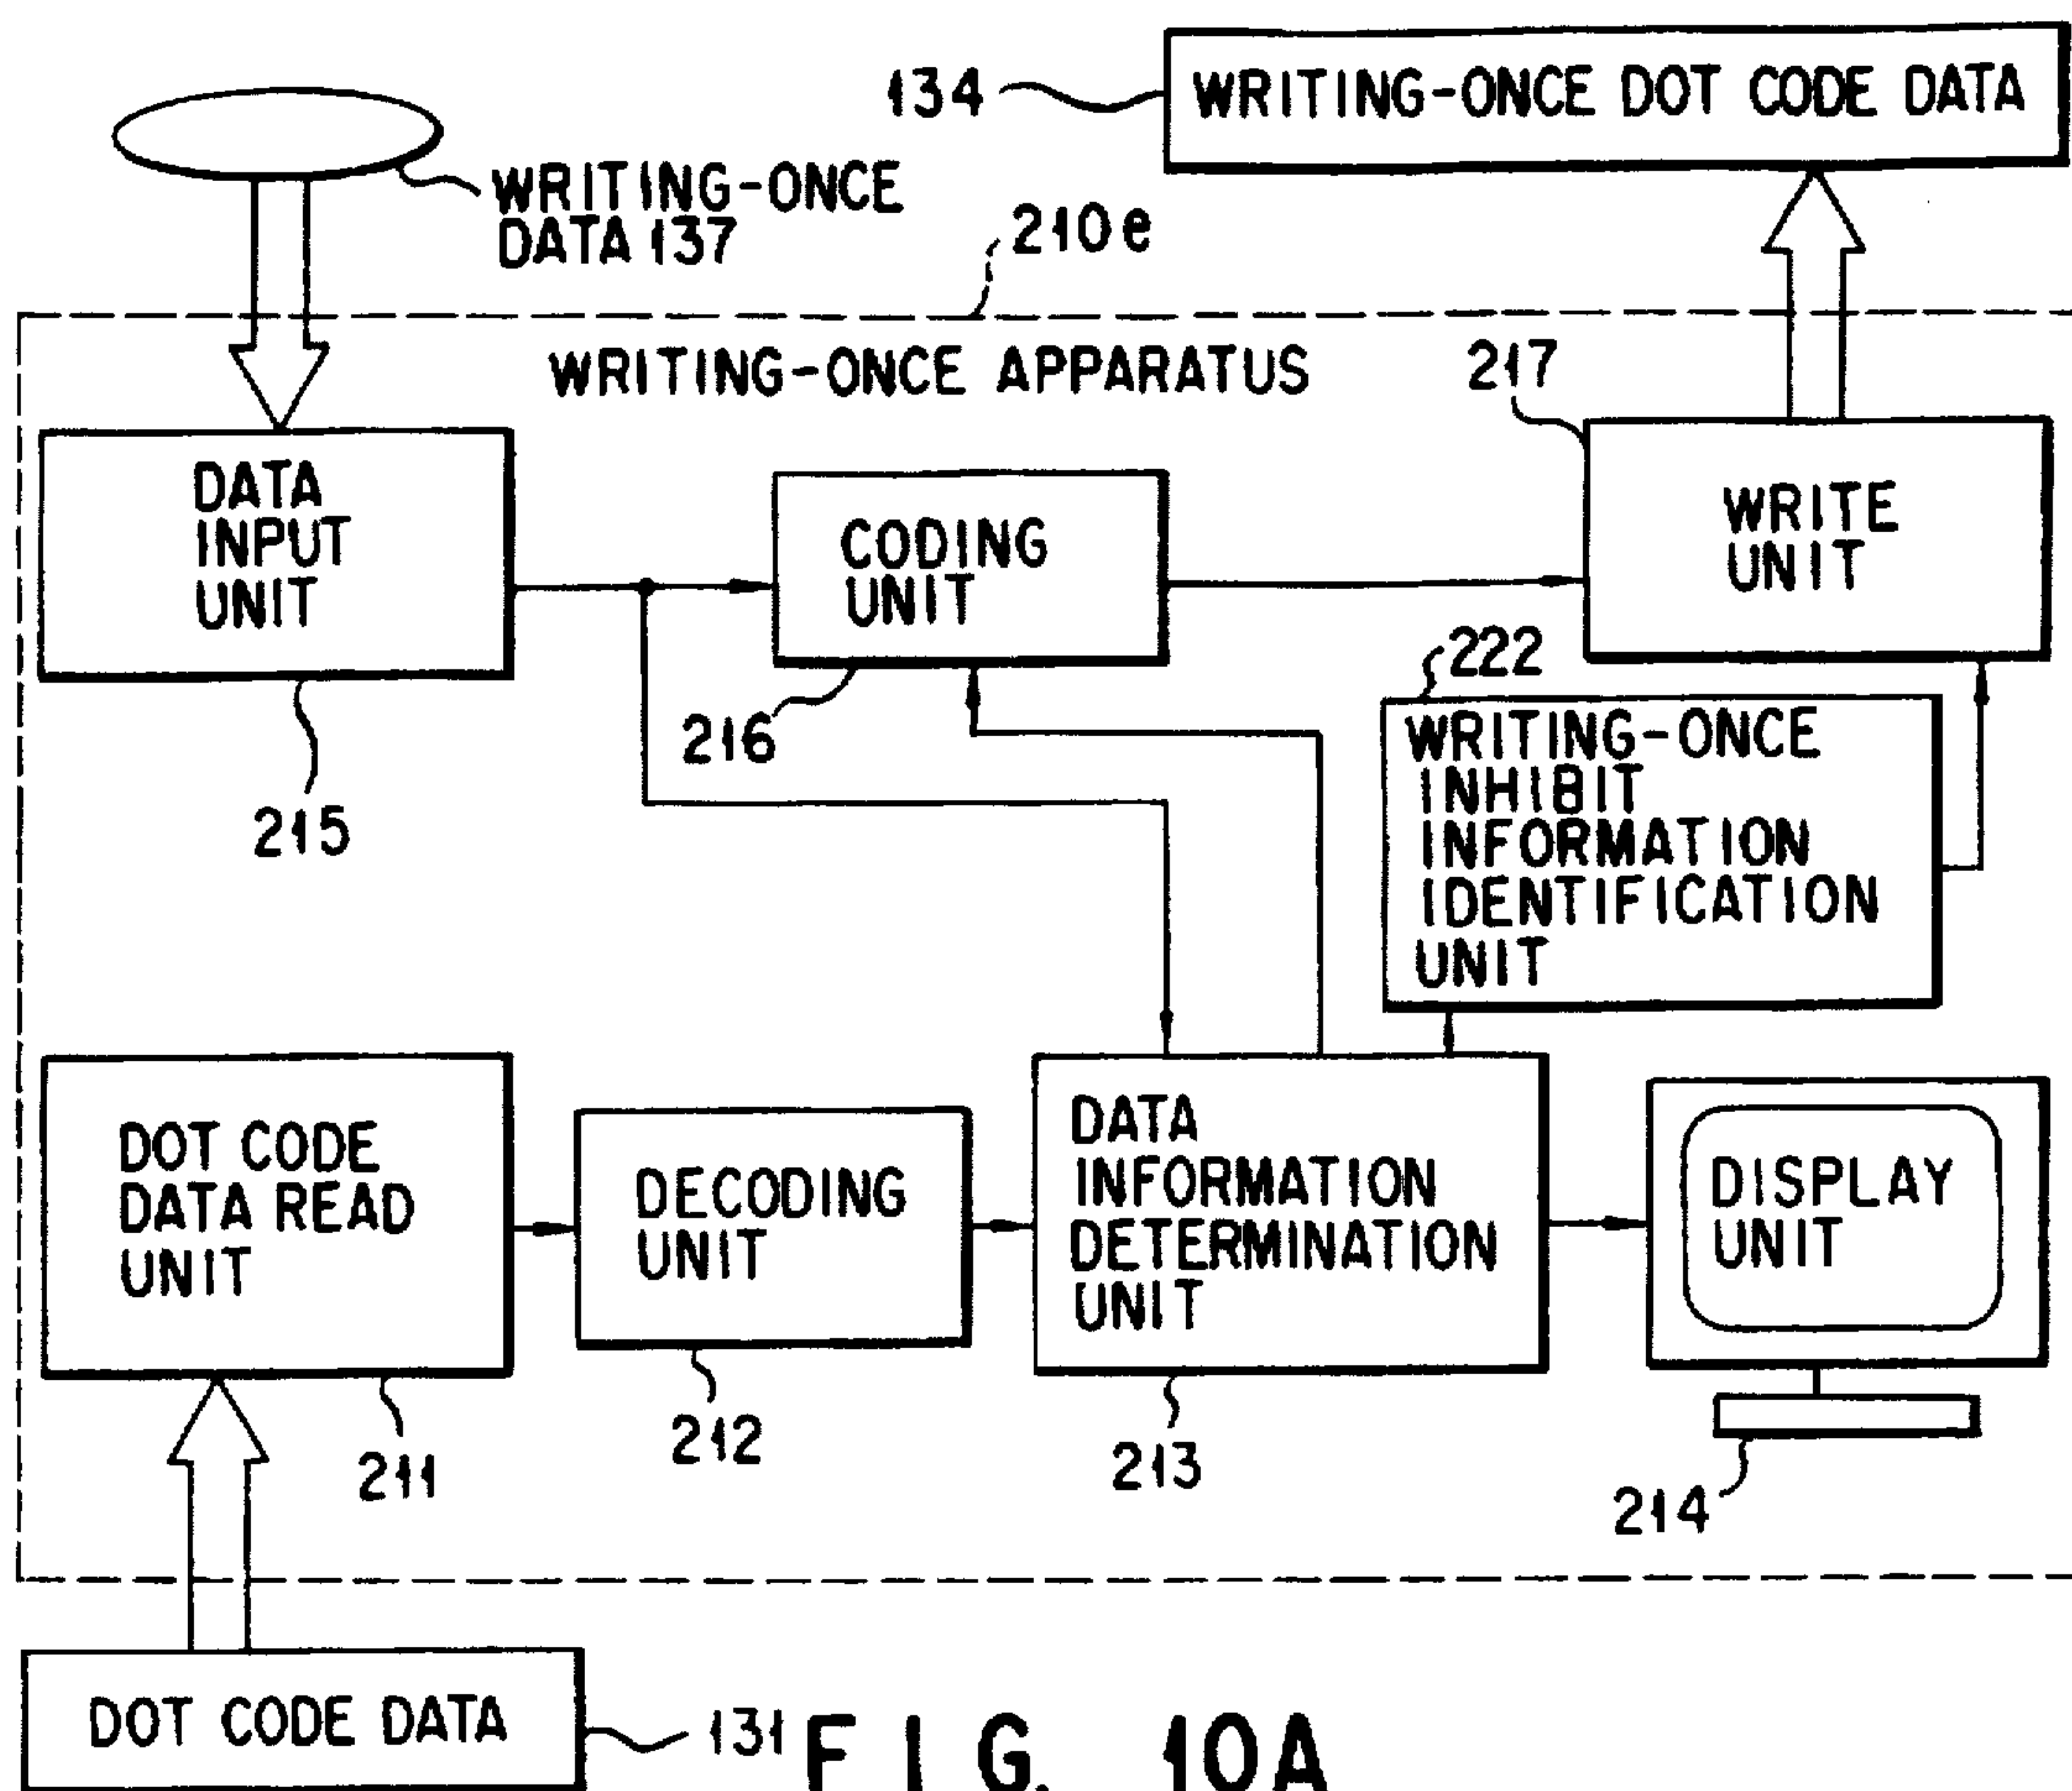 134
WRITING-ONCE DOT CODE DATA
WRITING-ONCE
DATA 137
210e
WRITING-ONCE APPARATUS
217
DATA
INPUT
UNIT
CODING
UNIT
WRITE
UNIT
215
216
222
WRITING-ONCE
INHIBIT
INFORMATION
IDENTIFICATION
UNIT
DOT CODE
DATA READ
UNIT
DECODING
UNIT
DATA
INFORMATION
DETERMINATION
UNIT
DISPLAY
UNIT
211
212
213
214
DOT CODE DATA
131
FIG. 10A